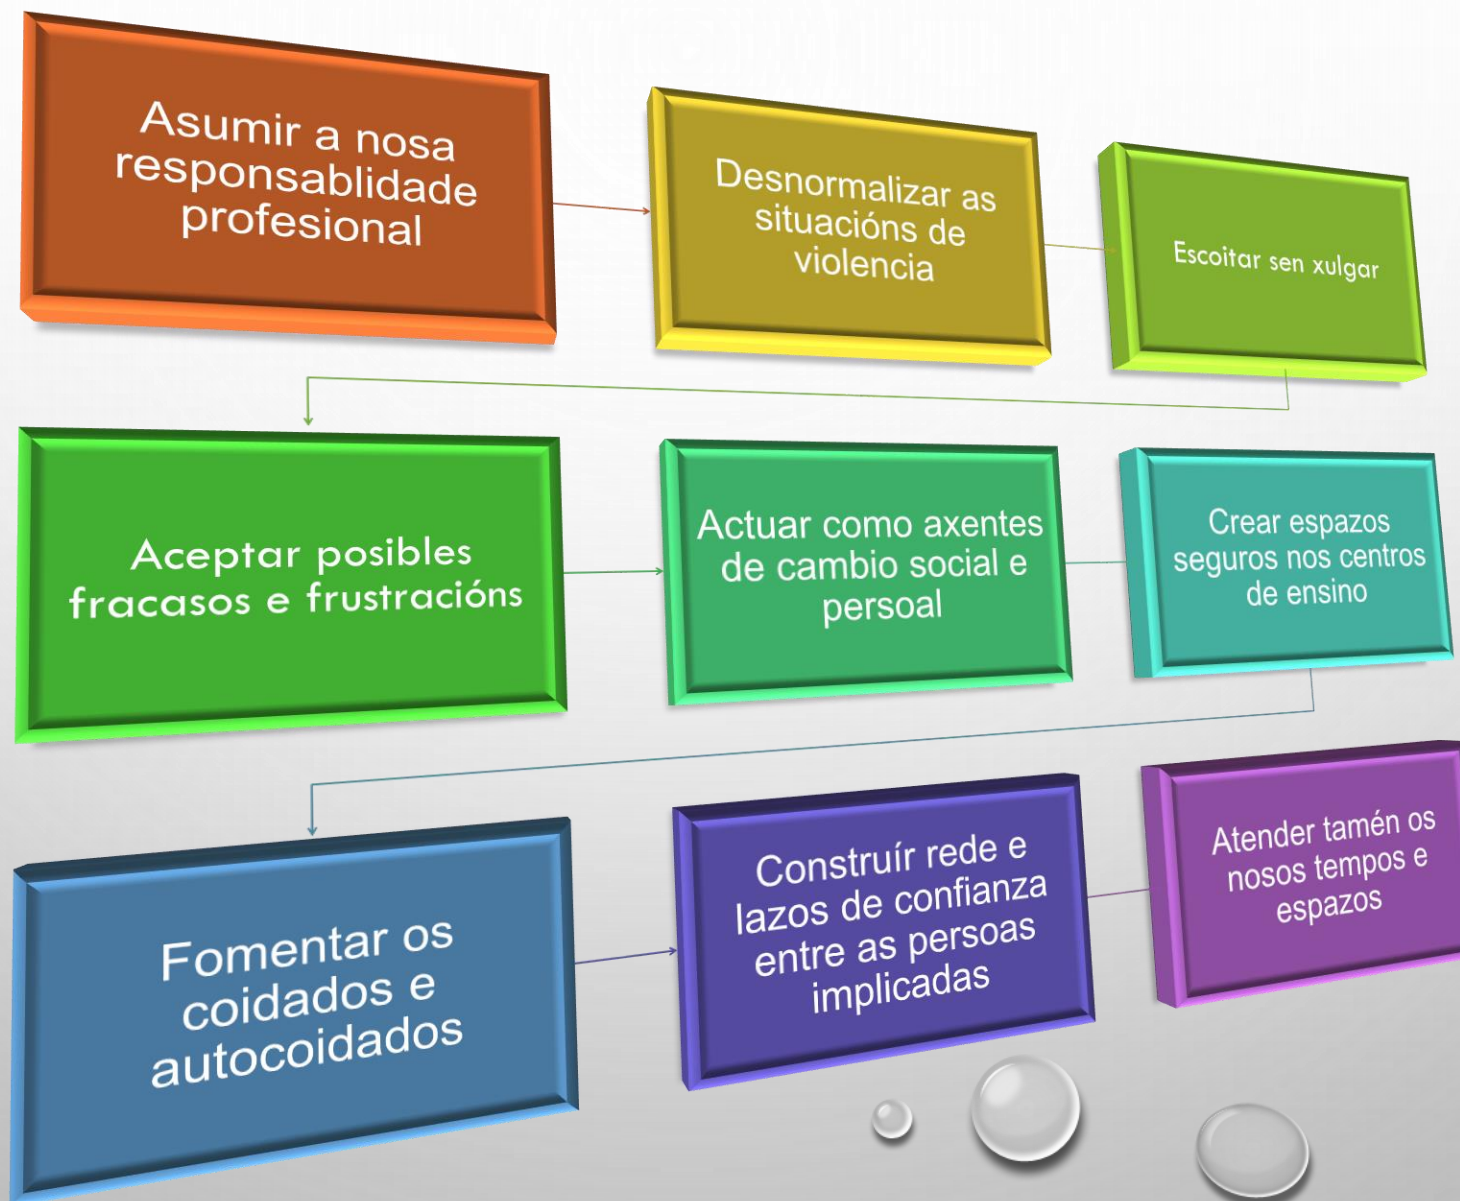 Asumir a nosa
responsablidade
profesional
Desnormalizar as
situacións de
violencia
Escoitar sen xulgar
Aceptar posibles
fracasos e frustracións
Actuar como axentes
de cambio social e
persoal
Crear espazos
seguros nos centros
de ensino
Fomentar os
coidados e
autocoidados
Construír rede e
lazos de confianza
entre as persoas
implicadas
Atender tamén os
nosos tempos e
espazos